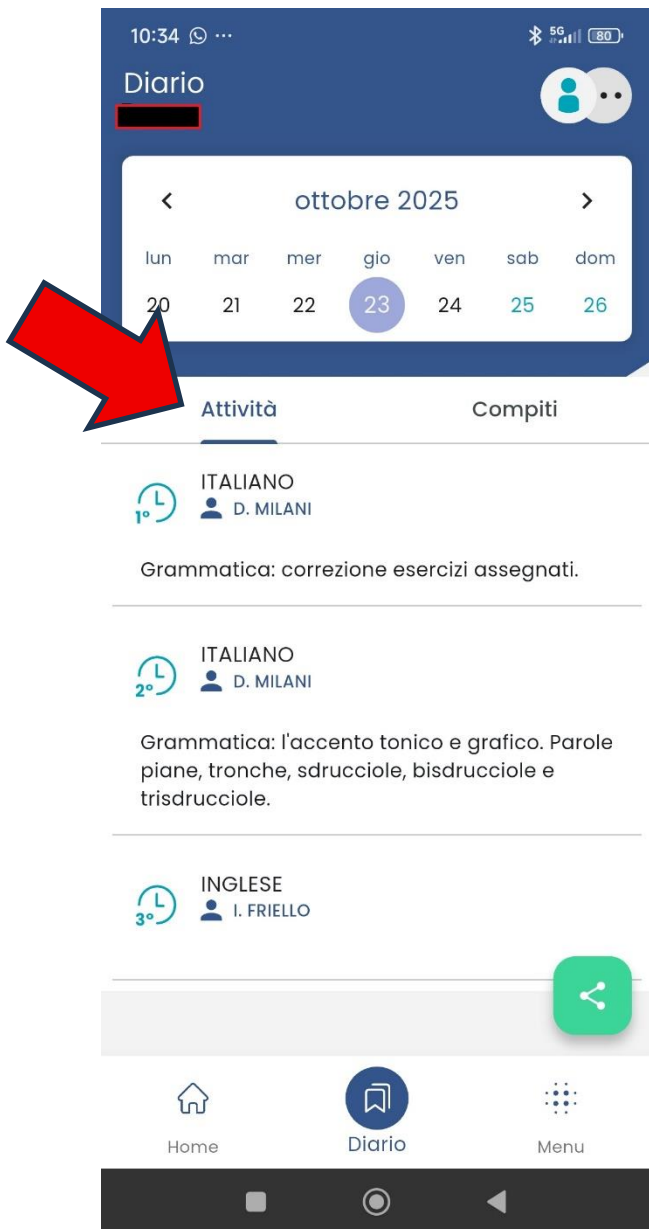 10:34
5G 80
Diario
ottobre 2025
lun mar mer gio ven sab dom
20 21 22 23 24 25 26
Attività Compiti
ITALIANO
1° D. MILANI
Grammatica: correzione esercizi assegnati.
ITALIANO
2° D. MILANI
Grammatica: l'accento tonico e grafico. Parole
piane, tronche, sdrucciole, bisdrucciole e
trisdrucciole.
INGLESE
3° I. FRIELLO
Home Diario Menu